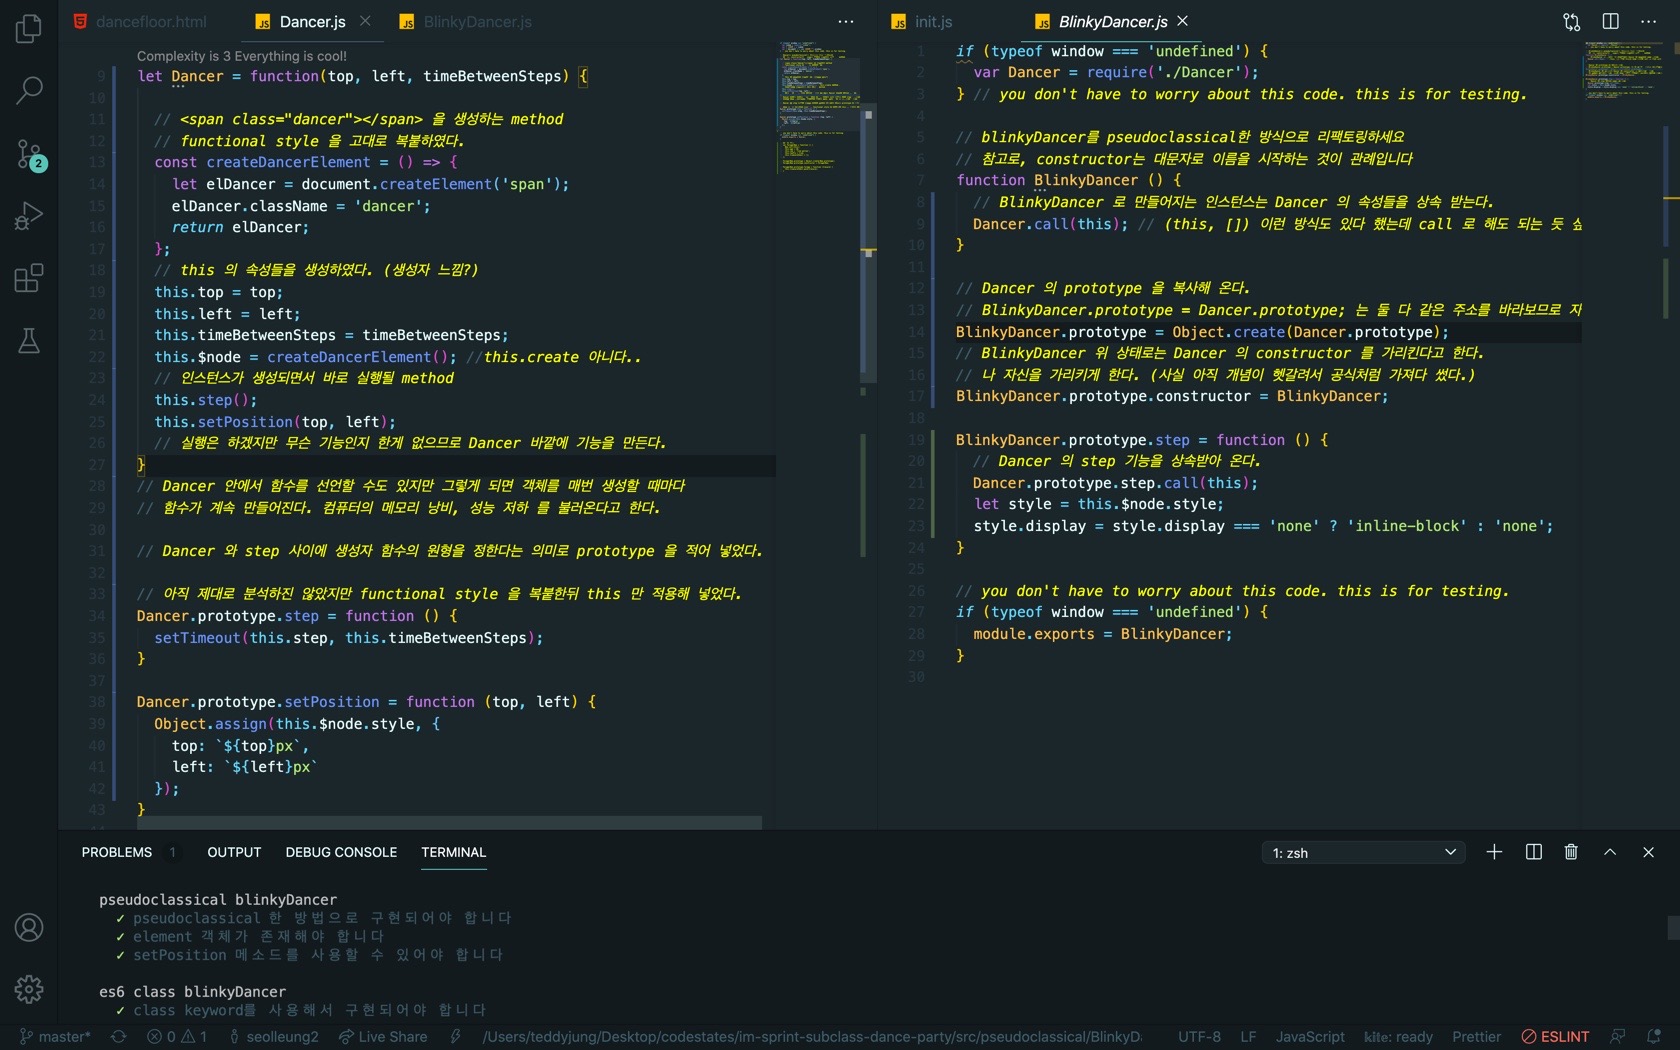 dancefloor.html
Dancer.js
BlinkyDancer.js
init.js
BlinkyDancer.js
Complexity is 3 Everything is cool!
9 let Dancer = function(top, left, timeBetweenSteps) {
10
11 // <span class="dancer"></span> 을 생성하는 method
12 // functional style 을 고대로 복붙하였다.
13 const createDancerElement = () => {
14 let elDancer = document.createElement('span');
15 elDancer.className = 'dancer';
16 return elDancer;
17 };
18 // this 의 속성들을 생성하였다. (생성자 느낌?)
19 this.top = top;
20 this.left = left;
21 this.timeBetweenSteps = timeBetweenSteps;
22 this.$node = createDancerElement(); //this.create 아니다..
23 // 인스턴스가 생성되면서 바로 실행될 method
24 this.step();
25 this.setPosition(top, left);
26 // 실행은 하겠지만 무슨 기능인지 한게 없으므로 Dancer 바깥에 기능을 만든다.
27 }
28 // Dancer 안에서 함수를 선언할 수도 있지만 그렇게 되면 객체를 매번 생성할 때마다
29 // 함수가 계속 만들어진다. 컴퓨터의 메모리 낭비, 성능 저하 를 불러온다고 한다.
30
31 // Dancer 와 step 사이에 생성자 함수의 원형을 정한다는 의미로 prototype 을 적어 넣었다.
32
33 // 아직 제대로 분석하진 않았지만 functional style 을 복붙한뒤 this 만 적용해 넣었다.
34 Dancer.prototype.step = function () {
35 setTimeout(this.step, this.timeBetweenSteps);
36 }
37
38 Dancer.prototype.setPosition = function (top, left) {
39 Object.assign(this.$node.style, {
40 top: `${top}px`,
41 left: `${left}px`
42 });
43 }
1 if (typeof window === 'undefined') {
2 var Dancer = require('./Dancer');
3 } // you don't have to worry about this code. this is for testing.
4
5 // blinkyDancer를 pseudoclassical한 방식으로 리팩토링하세요
6 // 참고로, constructor는 대문자로 이름을 시작하는 것이 관례입니다
7 function BlinkyDancer () {
8 // BlinkyDancer 로 만들어지는 인스턴스는 Dancer 의 속성들을 상속 받는다.
9 Dancer.call(this); // (this, []) 이런 방식도 있다 했는데 call 로 해도 되는 듯 싶
10 }
11
12 // Dancer 의 prototype 을 복사해 온다.
13 // BlinkyDancer.prototype = Dancer.prototype; 는 둘 다 같은 주소를 바라보므로
14 BlinkyDancer.prototype = Object.create(Dancer.prototype);
15 // BlinkyDancer 위 상태로는 Dancer 의 constructor 를 가리킨다고 한다.
16 // 나 자신을 가리키게 한다. (사실 아직 개념이 헷갈려서 공식처럼 가져다 썼다.)
17 BlinkyDancer.prototype.constructor = BlinkyDancer;
18
19 BlinkyDancer.prototype.step = function () {
20 // Dancer 의 step 기능을 상속받아 온다.
21 Dancer.prototype.step.call(this);
22 let style = this.$node.style;
23 style.display = style.display === 'none' ? 'inline-block' : 'none';
24 }
25
26 // you don't have to worry about this code. this is for testing.
27 if (typeof window === 'undefined') {
28 module.exports = BlinkyDancer;
29 }
30
PROBLEMS 1 OUTPUT DEBUG CONSOLE TERMINAL
1: zsh
2
pseudoclassical blinkyDancer
✓ pseudoclassical 한 방법으로 구현되어야 합니다
✓ element 객체가 존재해야 합니다
✓ setPosition 메소드를 사용할 수 있어야 합니다
es6 class blinkyDancer
✓ class keyword를 사용해서 구현되어야 합니다
master* 0 1 seolleung2 Live Share /Users/teddyjung/Desktop/codestates/im-sprint-subclass-dance-party/src/pseudoclassical/BlinkyD UTF-8 LF JavaScript kite: ready Prettier ESLINT